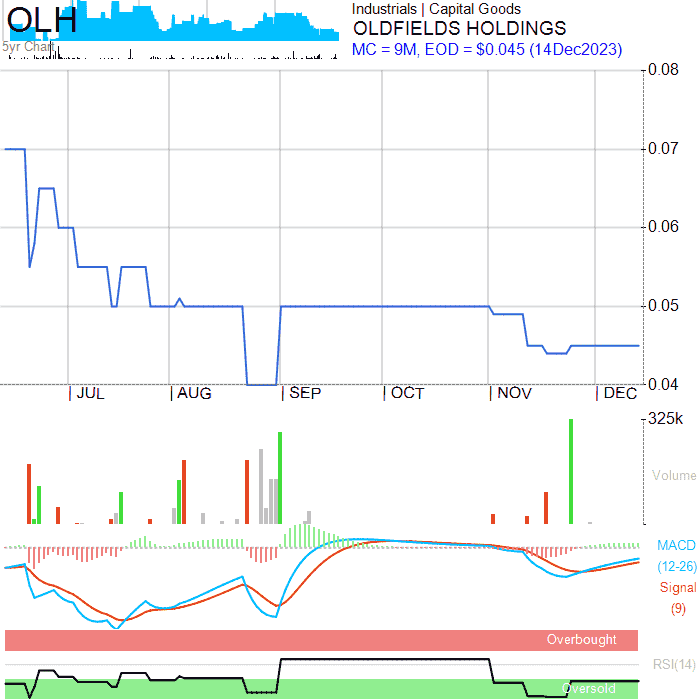 OLH
5yr Chart
Industrials | Capital Goods
OLDFIELDS HOLDINGS
MC = 9M, EOD = $0.045 (14Dec2023)
0.08
0.07
0.06
0.05
0.04
JUL AUG SEP OCT NOV DEC
325k
Volume
MACD
(12-26)
Signal
(9)
Overbought
RSI(14)
Oversold